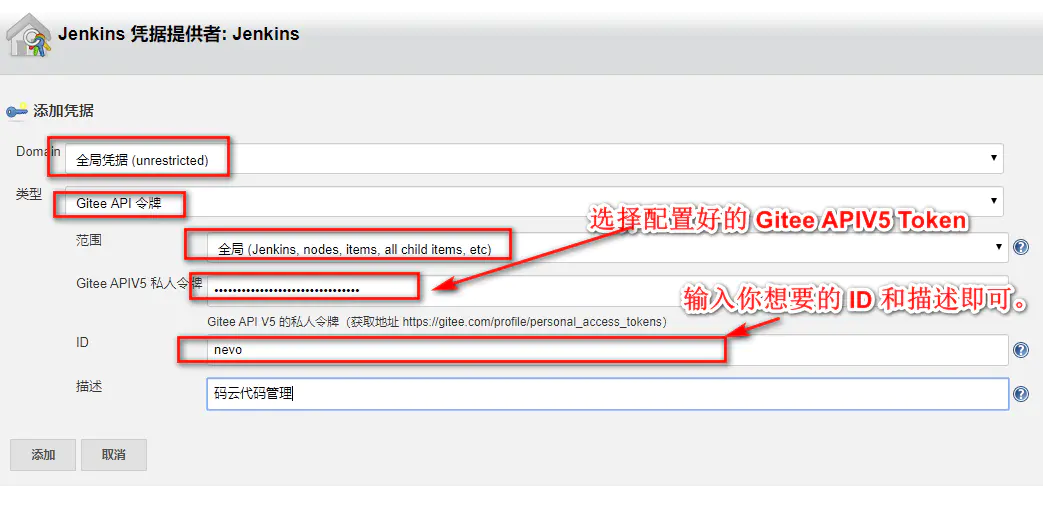 Jenkins 凭据提供者: Jenkins
添加凭据
Domain
全局凭据 (unrestricted)
类型
Gitee API 令牌
选择配置好的 Gitee APIV5 Token
范围
全局 (Jenkins, nodes, items, all child items, etc)
Gitee APIV5 私人令牌
••••••••••••••••••••••••••••••••
输入你想要的 ID 和描述即可。
Gitee API V5 的私人令牌（获取地址 https://gitee.com/profile/personal_access_tokens）
ID
nevo
描述
码云代码管理
添加
取消